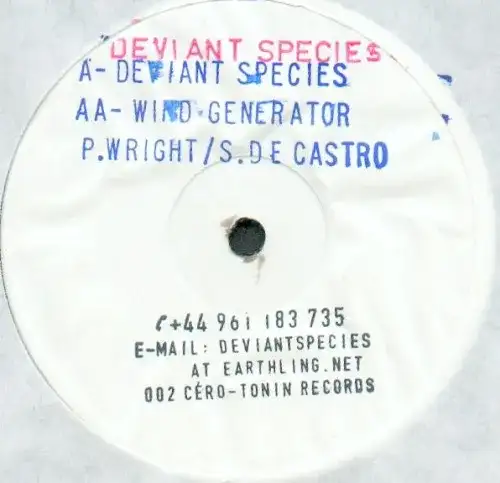 DEVIANT SPECIES
A- DEVIANT SPECIES
AA- WIND GENERATOR
P.WRIGHT/S.DE CASTRO
✆+44 961 183 735
E-MAIL: DEVIANTSPECIES
AT EARTHLING.NET
002 CÉRO-TONIN RECORDS